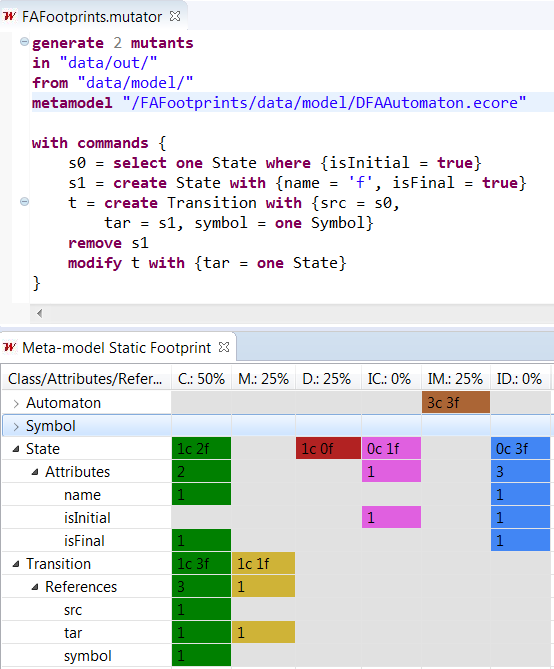 FAFootprints.mutator
generate 2 mutants
in "data/out/"
from "data/model/"
metamodel "/FAFootprints/data/model/DFAAutomaton.ecore"
with commands {
s0 = select one State where {isInitial = true}
s1 = create State with {name = 'f', isFinal = true}
t = create Transition with {src = s0,
tar = s1, symbol = one Symbol}
remove s1
modify t with {tar = one State}
}
Meta-model Static Footprint
Class/Attributes/Refer... C.: 50% M.: 25% D.: 25% IC.: 0% IM.: 25% ID.: 0%
Automaton 3c 3f
Symbol
State 1c 2f 1c 0f 0c 1f 0c 3f
Attributes 2 1 3
name 1 1
isInitial 1 1
isFinal 1 1
Transition 1c 3f 1c 1f
References 3 1
src 1
tar 1 1
symbol 1